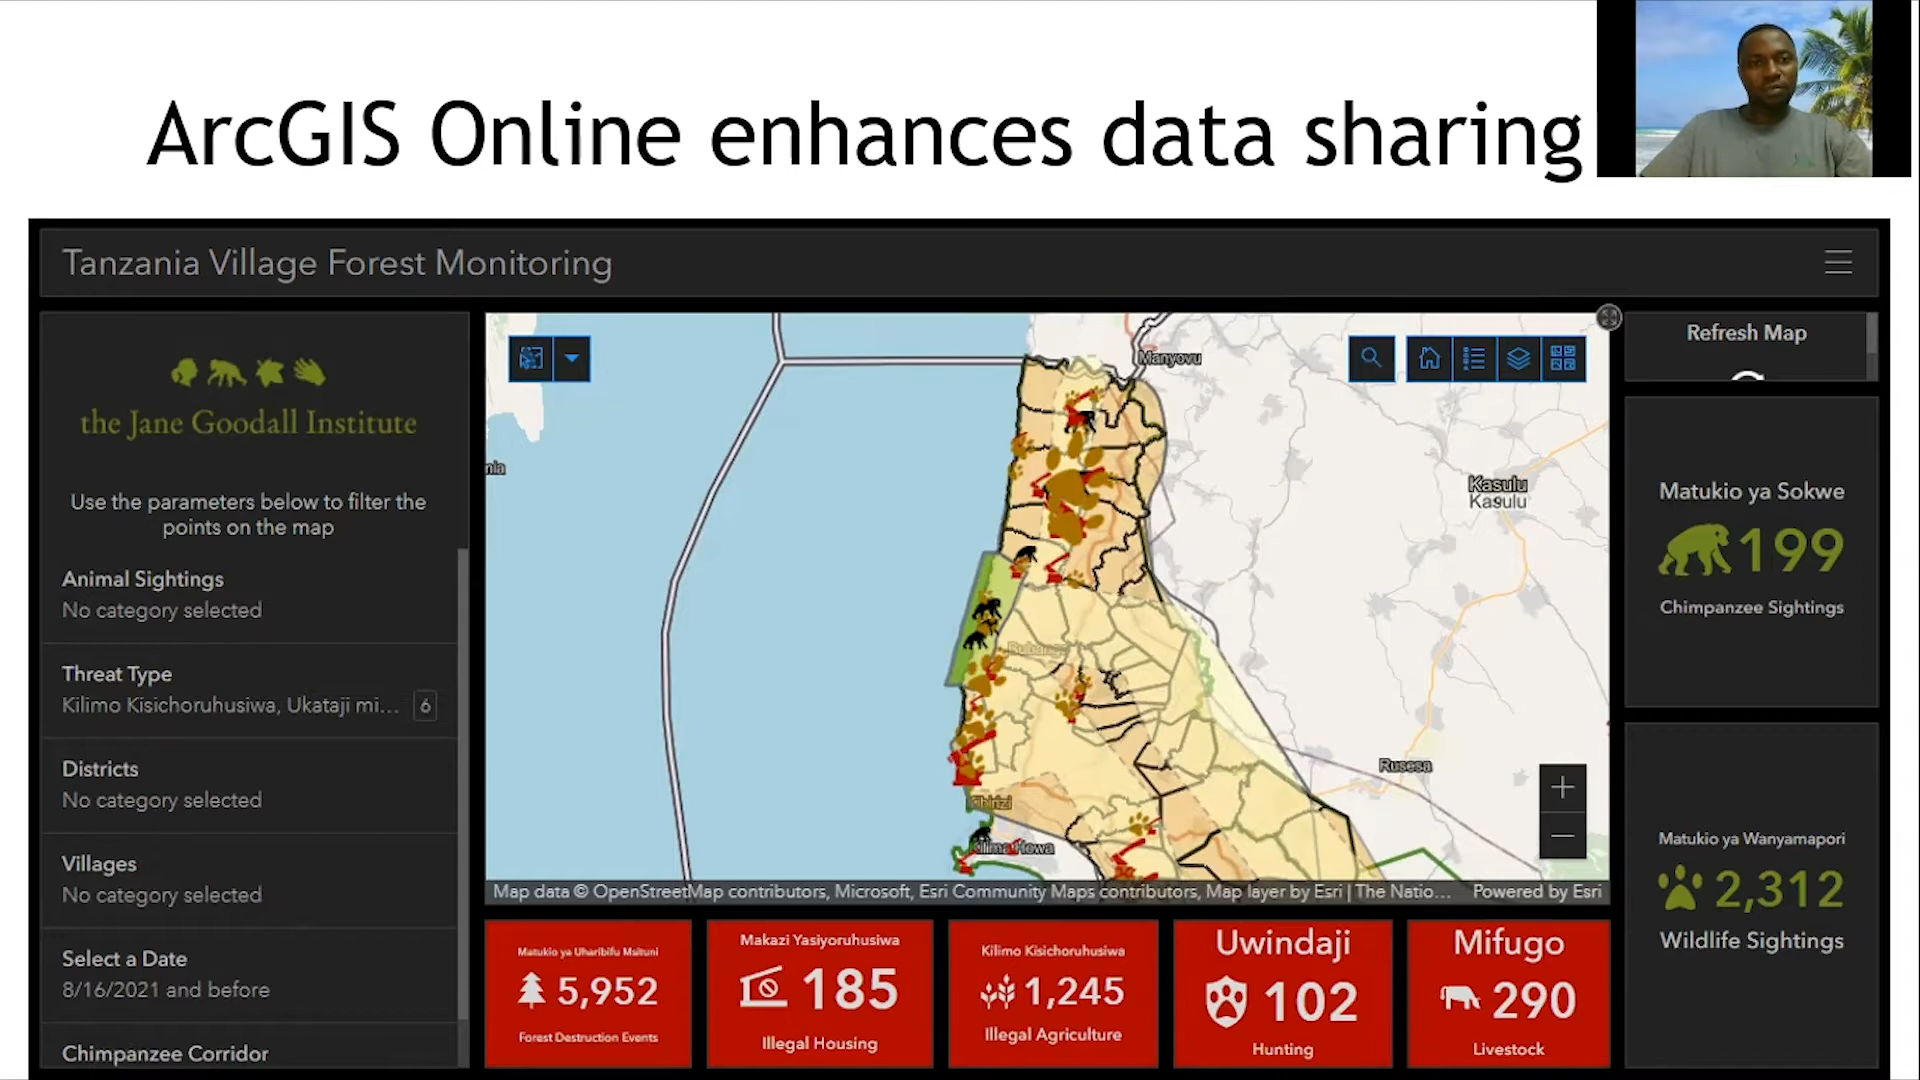 ArcGIS Online enhances data sharing
Tanzania Village Forest Monitoring
the Jane Goodall Institute
Use the parameters below to filter the
points on the map
Animal Sightings
No category selected
Threat Type
Kilimo Kisichoruhusiwa, Ukataji mi... 6
Districts
No category selected
Villages
No category selected
Select a Date
8/16/2021 and before
Chimpanzee Corridor
Manyovu
nia
Kasulu
Kasulu
Rusesa
Kibirizi
Kilima Hewa
Map data © OpenStreetMap contributors, Microsoft, Esri Community Maps contributors, Map layer by Esri | The Natio... Powered by Esri
Refresh Map
Matukio ya Sokwe
199
Chimpanzee Sightings
Matukio ya Wanyamapori
2,312
Wildlife Sightings
Matukio ya Uharibifu Msituni
5,952
Forest Destruction Events
Makazi Yasiyoruhusiwa
185
Illegal Housing
Kilimo Kisichoruhusiwa
1,245
Illegal Agriculture
Uwindaji
102
Hunting
Mifugo
290
Livestock